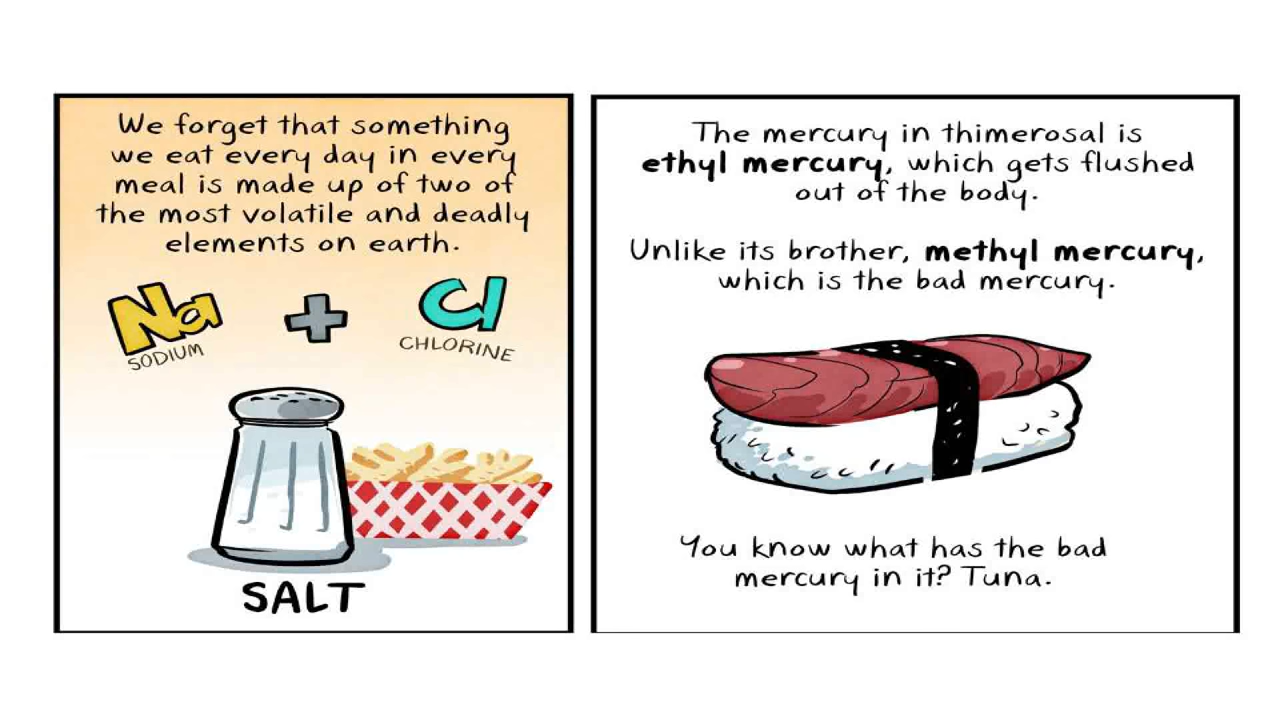 We forget that something
we eat every day in every
meal is made up of two of
the most volatile and deadly
elements on earth.
Na + Cl
SODIUM CHLORINE
SALT
The mercury in thimerosal is
ethyl mercury, which gets flushed
out of the body.
Unlike its brother, methyl mercury,
which is the bad mercury.
You know what has the bad
mercury in it? Tuna.